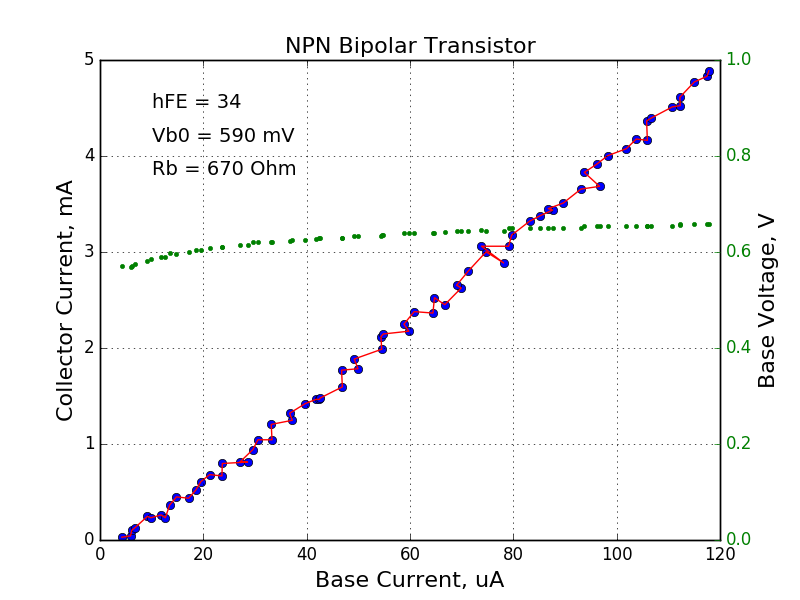 NPN Bipolar Transistor
hFE = 34
Vb0 = 590 mV
Rb = 670 Ohm
Collector Current, mA
5
4
3
2
1
0
Base Voltage, V
1.0
0.8
0.6
0.4
0.2
0.0
0 20 40 60 80 100 120
Base Current, uA